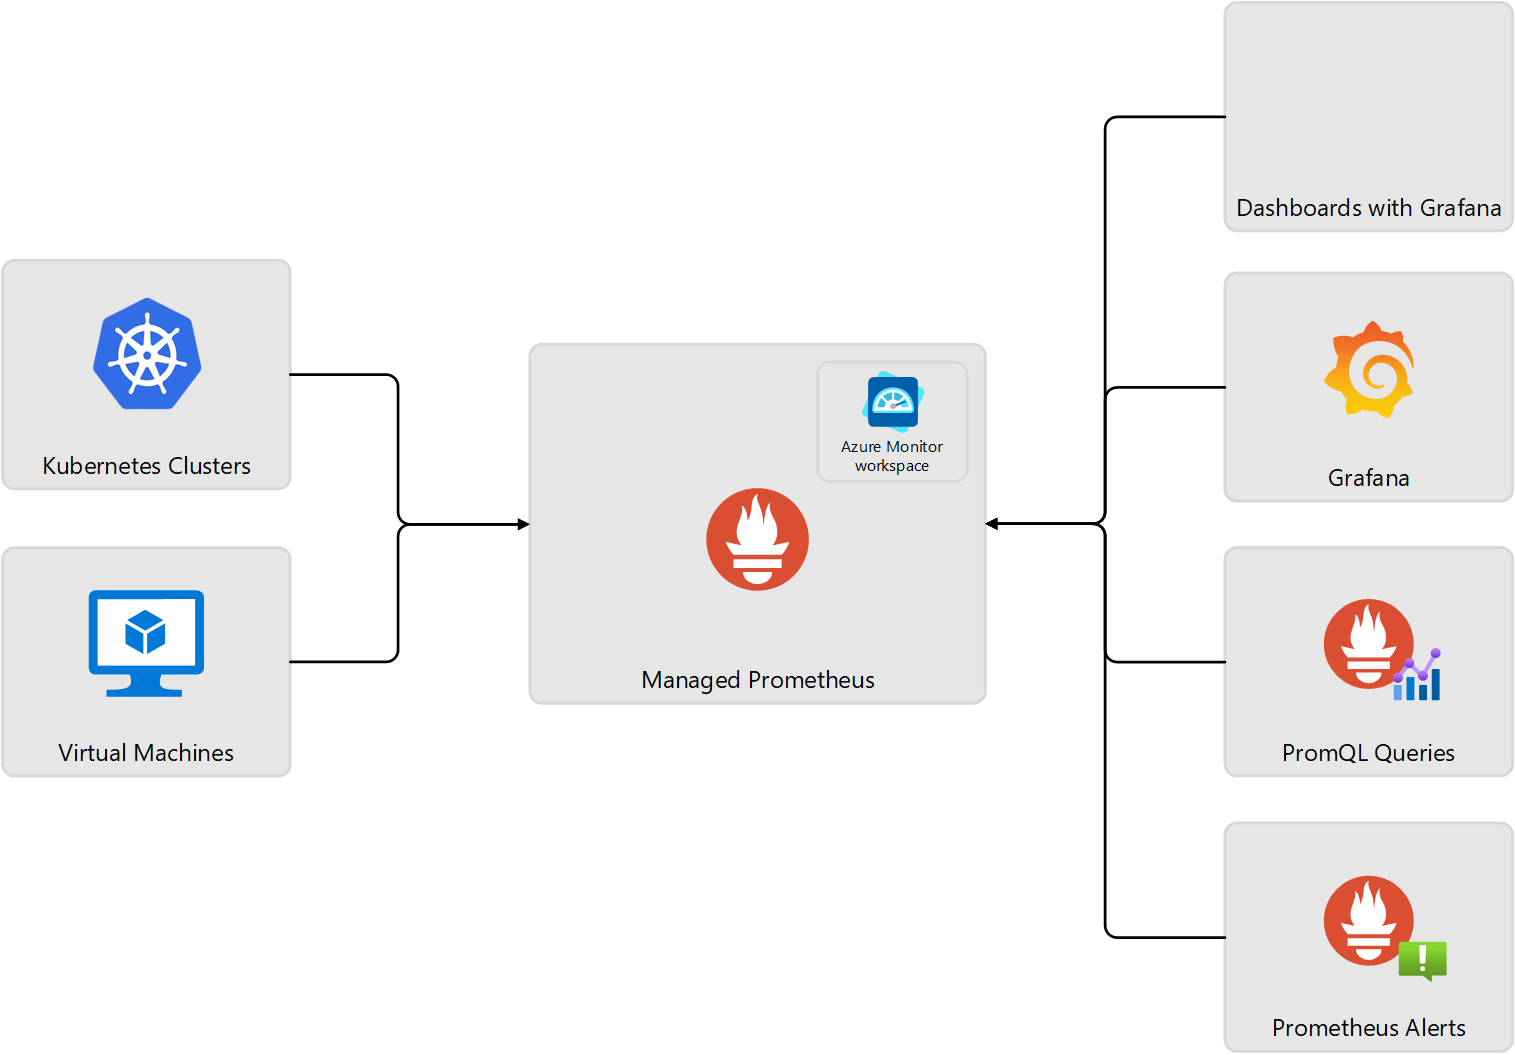 Dashboards with Grafana
Kubernetes Clusters
Azure Monitor
workspace
Grafana
Managed Prometheus
Virtual Machines
PromQL Queries
Prometheus Alerts